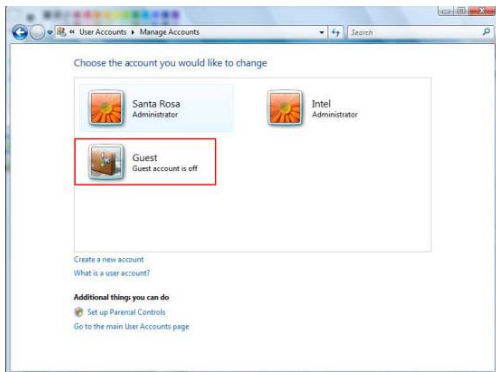 User Accounts
Manage Accounts
Search
Choose the account you would like to change
Santa Rosa
Administrator
Intel
Administrator
Guest
Guest account is off
Create a new account
What is a user account?
Additional things you can do
Set up Parental Controls
Go to the main User Accounts page